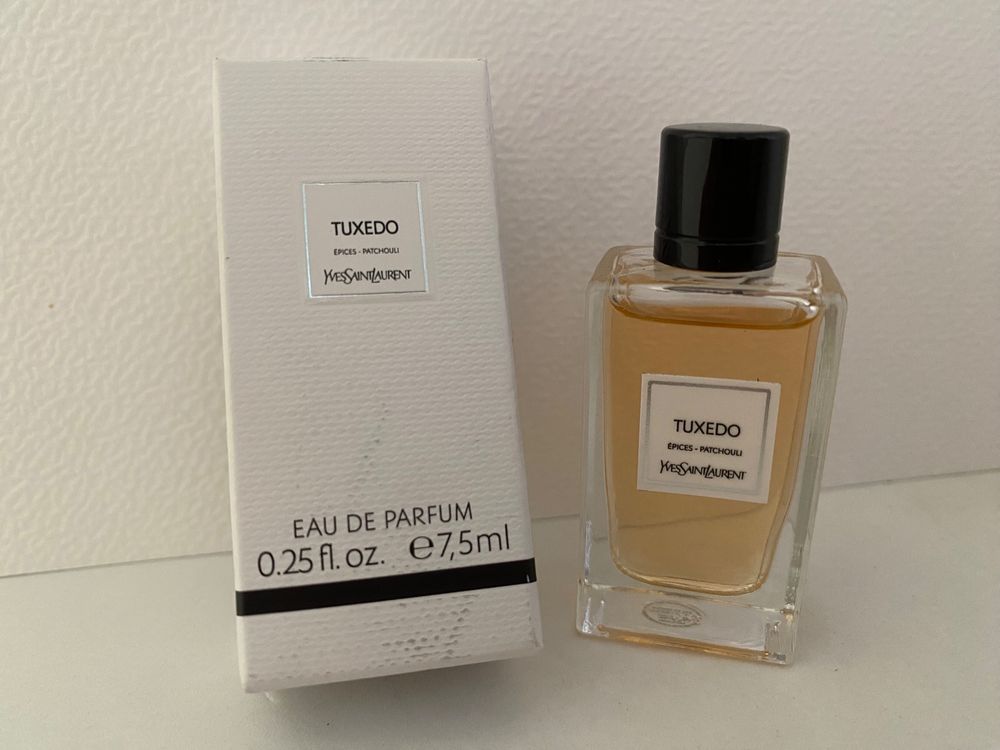 TUXEDO
ÉPICES - PATCHOULI
YVESSAINTLAURENT
EAU DE PARFUM
0.25 fl. oz. ℮7,5ml
TUXEDO
ÉPICES - PATCHOULI
YVESSAINTLAURENT